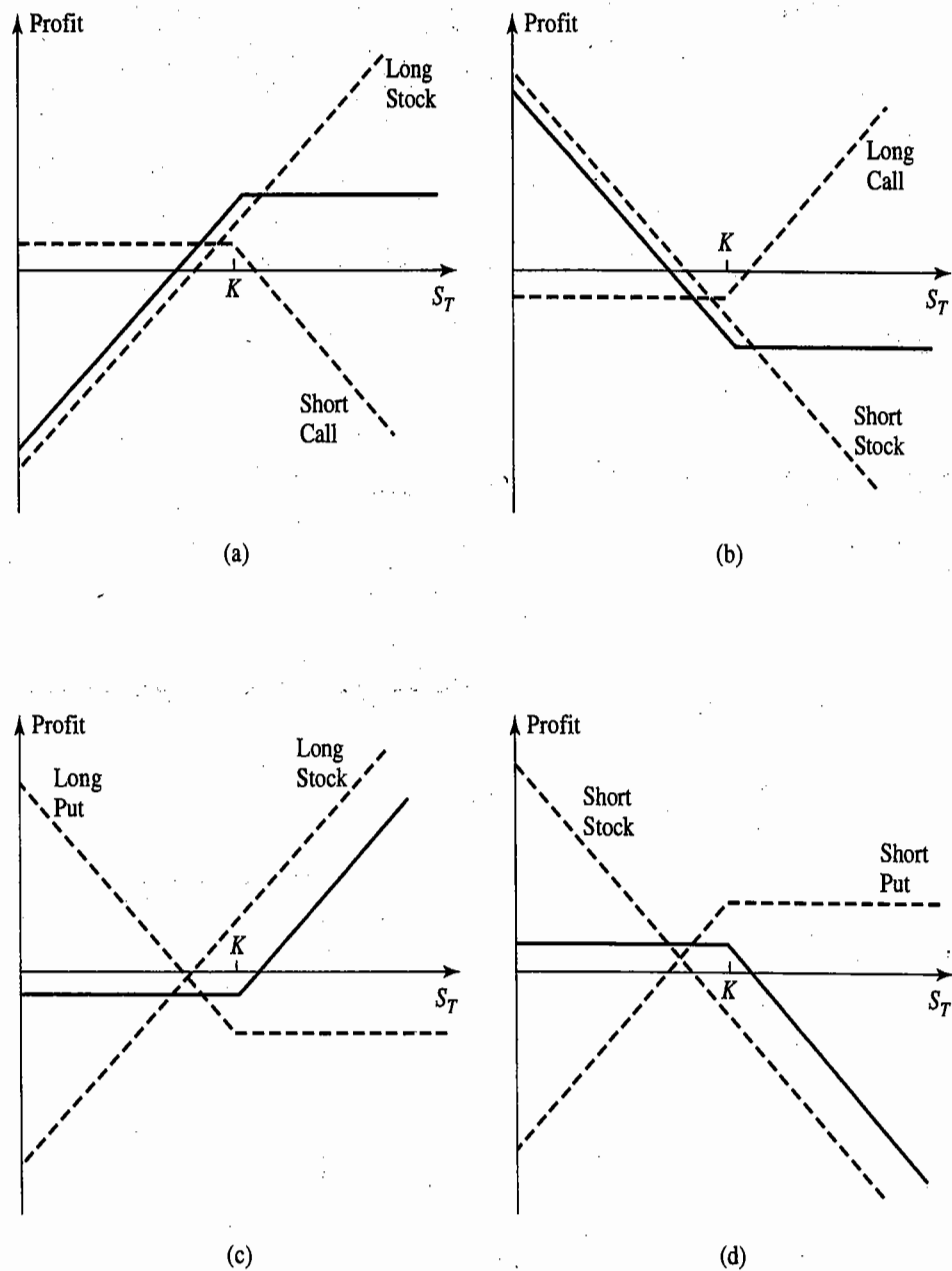 Profit
Long
Stock
K
S_T
Short
Call
(a)
Long
Call
K
S_T
Short
Stock
(b)
Profit
Long
Put
Long
Stock
K
S_T
(c)
Profit
Short
Stock
Short
Put
K
S_T
(d)